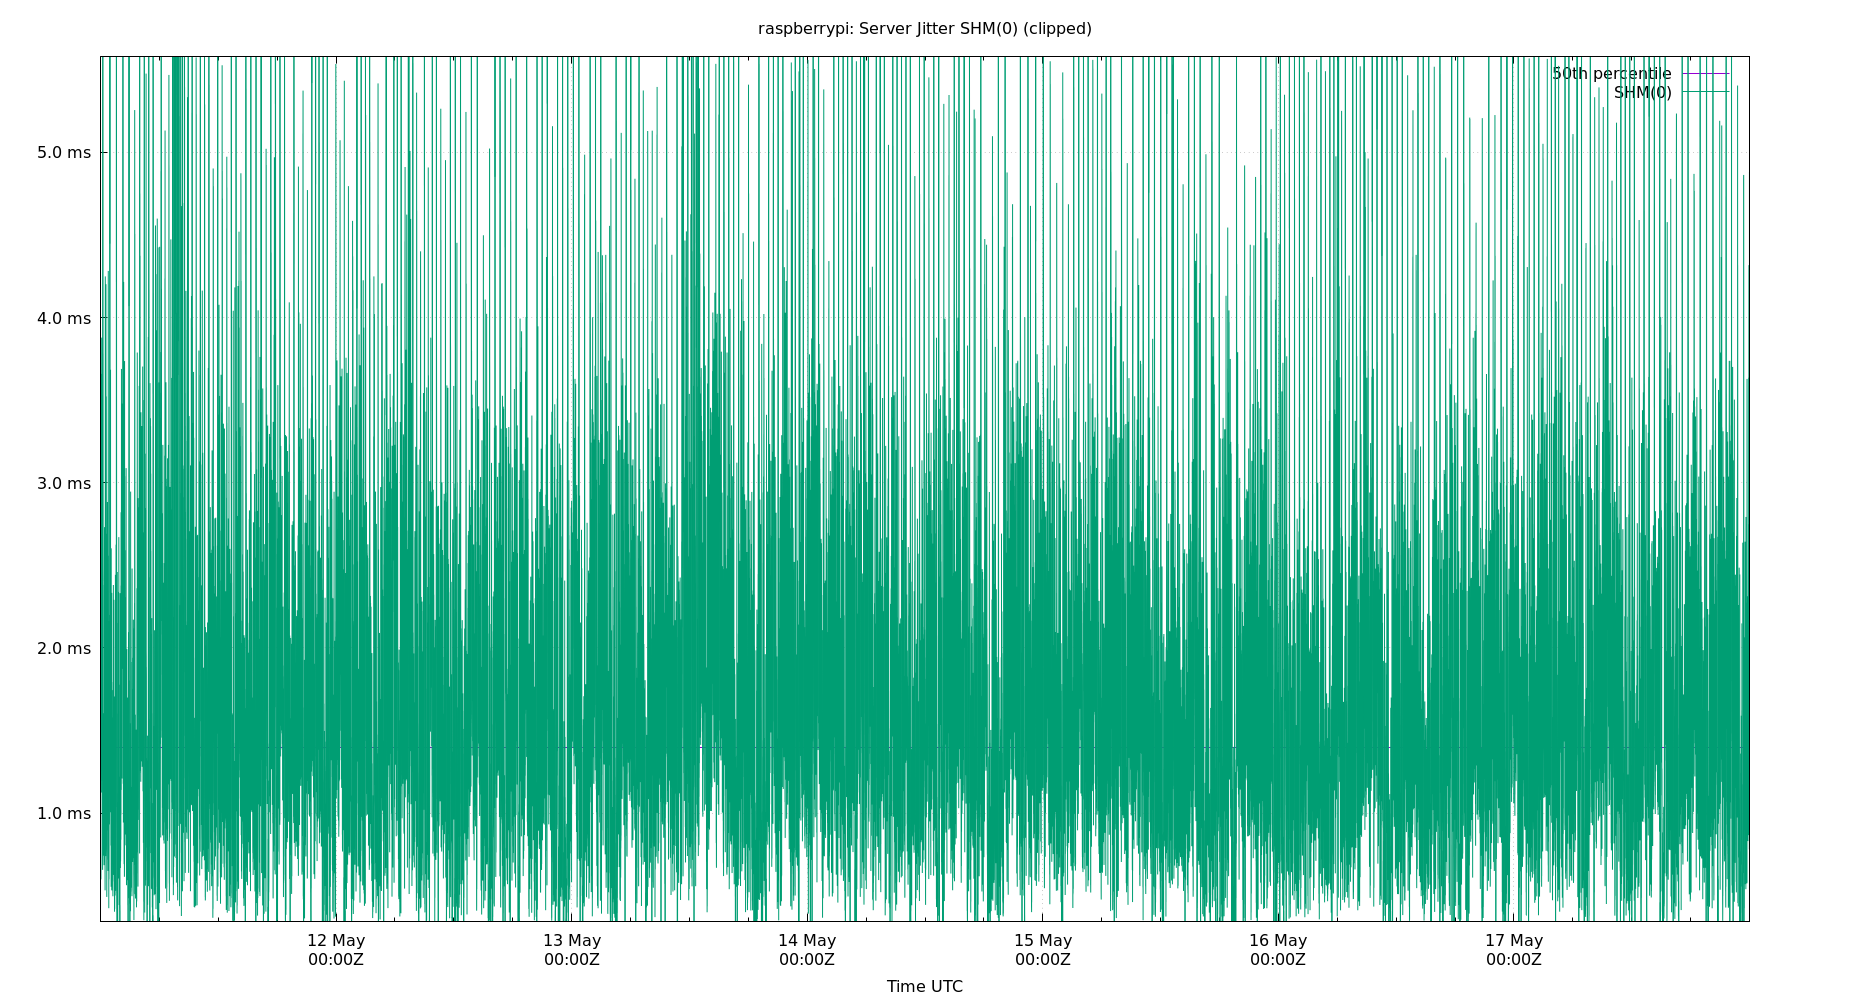 raspberrypi: Server Jitter SHM(0) (clipped)
50th percentile
SHM(0)
5.0 ms
4.0 ms
3.0 ms
2.0 ms
1.0 ms
12 May 13 May 14 May 15 May 16 May 17 May
00:00Z 00:00Z 00:00Z 00:00Z 00:00Z 00:00Z
Time UTC